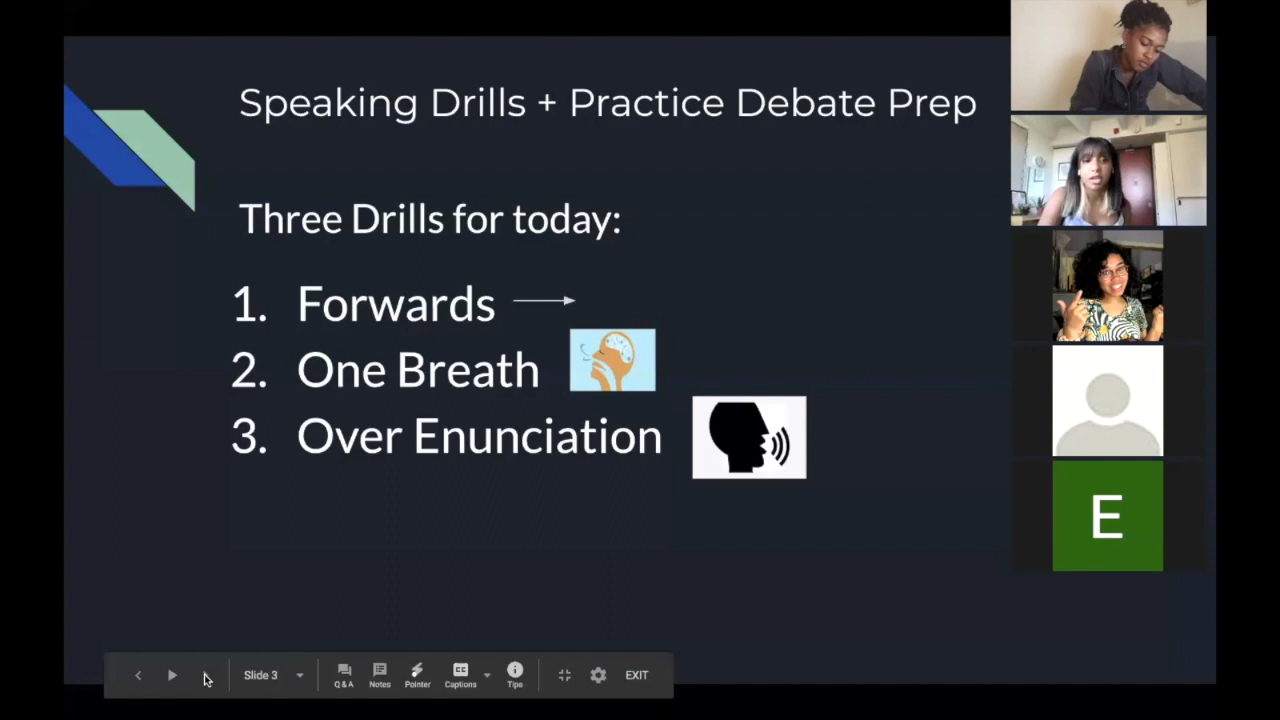 Speaking Drills + Practice Debate Prep
Three Drills for today:
1. Forwards
2. One Breath
3. Over Enunciation
E
Slide 3
Q & A
Notes
Pointer
CC
Captions
Tips
EXIT